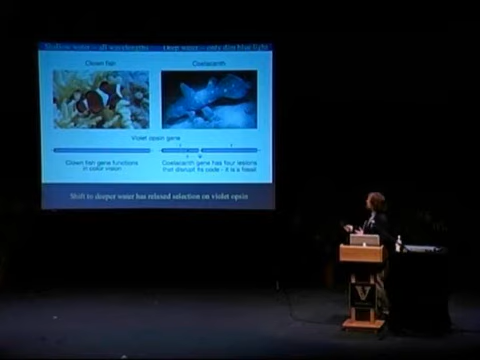 Shallow water – all wavelengths Deep water – only dim blue light
Clown fish Coelacanth
Violet opsin gene
Clown fish gene functions
in color vision
Coelacanth gene has four lesions
that disrupt its code - it is a fossil
Shift to deeper water has relaxed selection on violet opsin
V